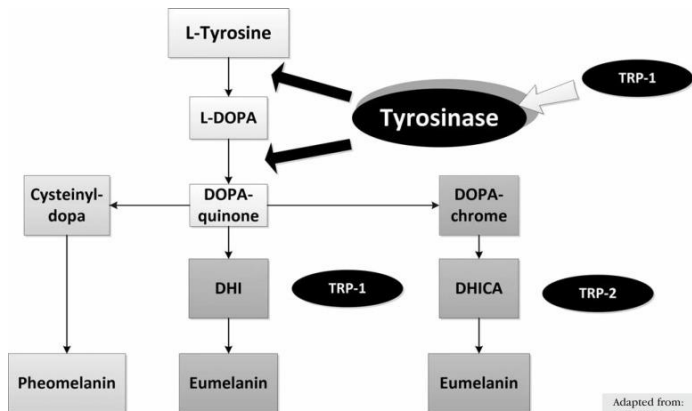 L-Tyrosine
TRP-1
L-DOPA
Tyrosinase
Cysteinyl-
dopa
DOPA-
quinone
DOPA-
chrome
DHI
TRP-1
DHICA
TRP-2
Pheomelanin
Eumelanin
Eumelanin
Adapted from: